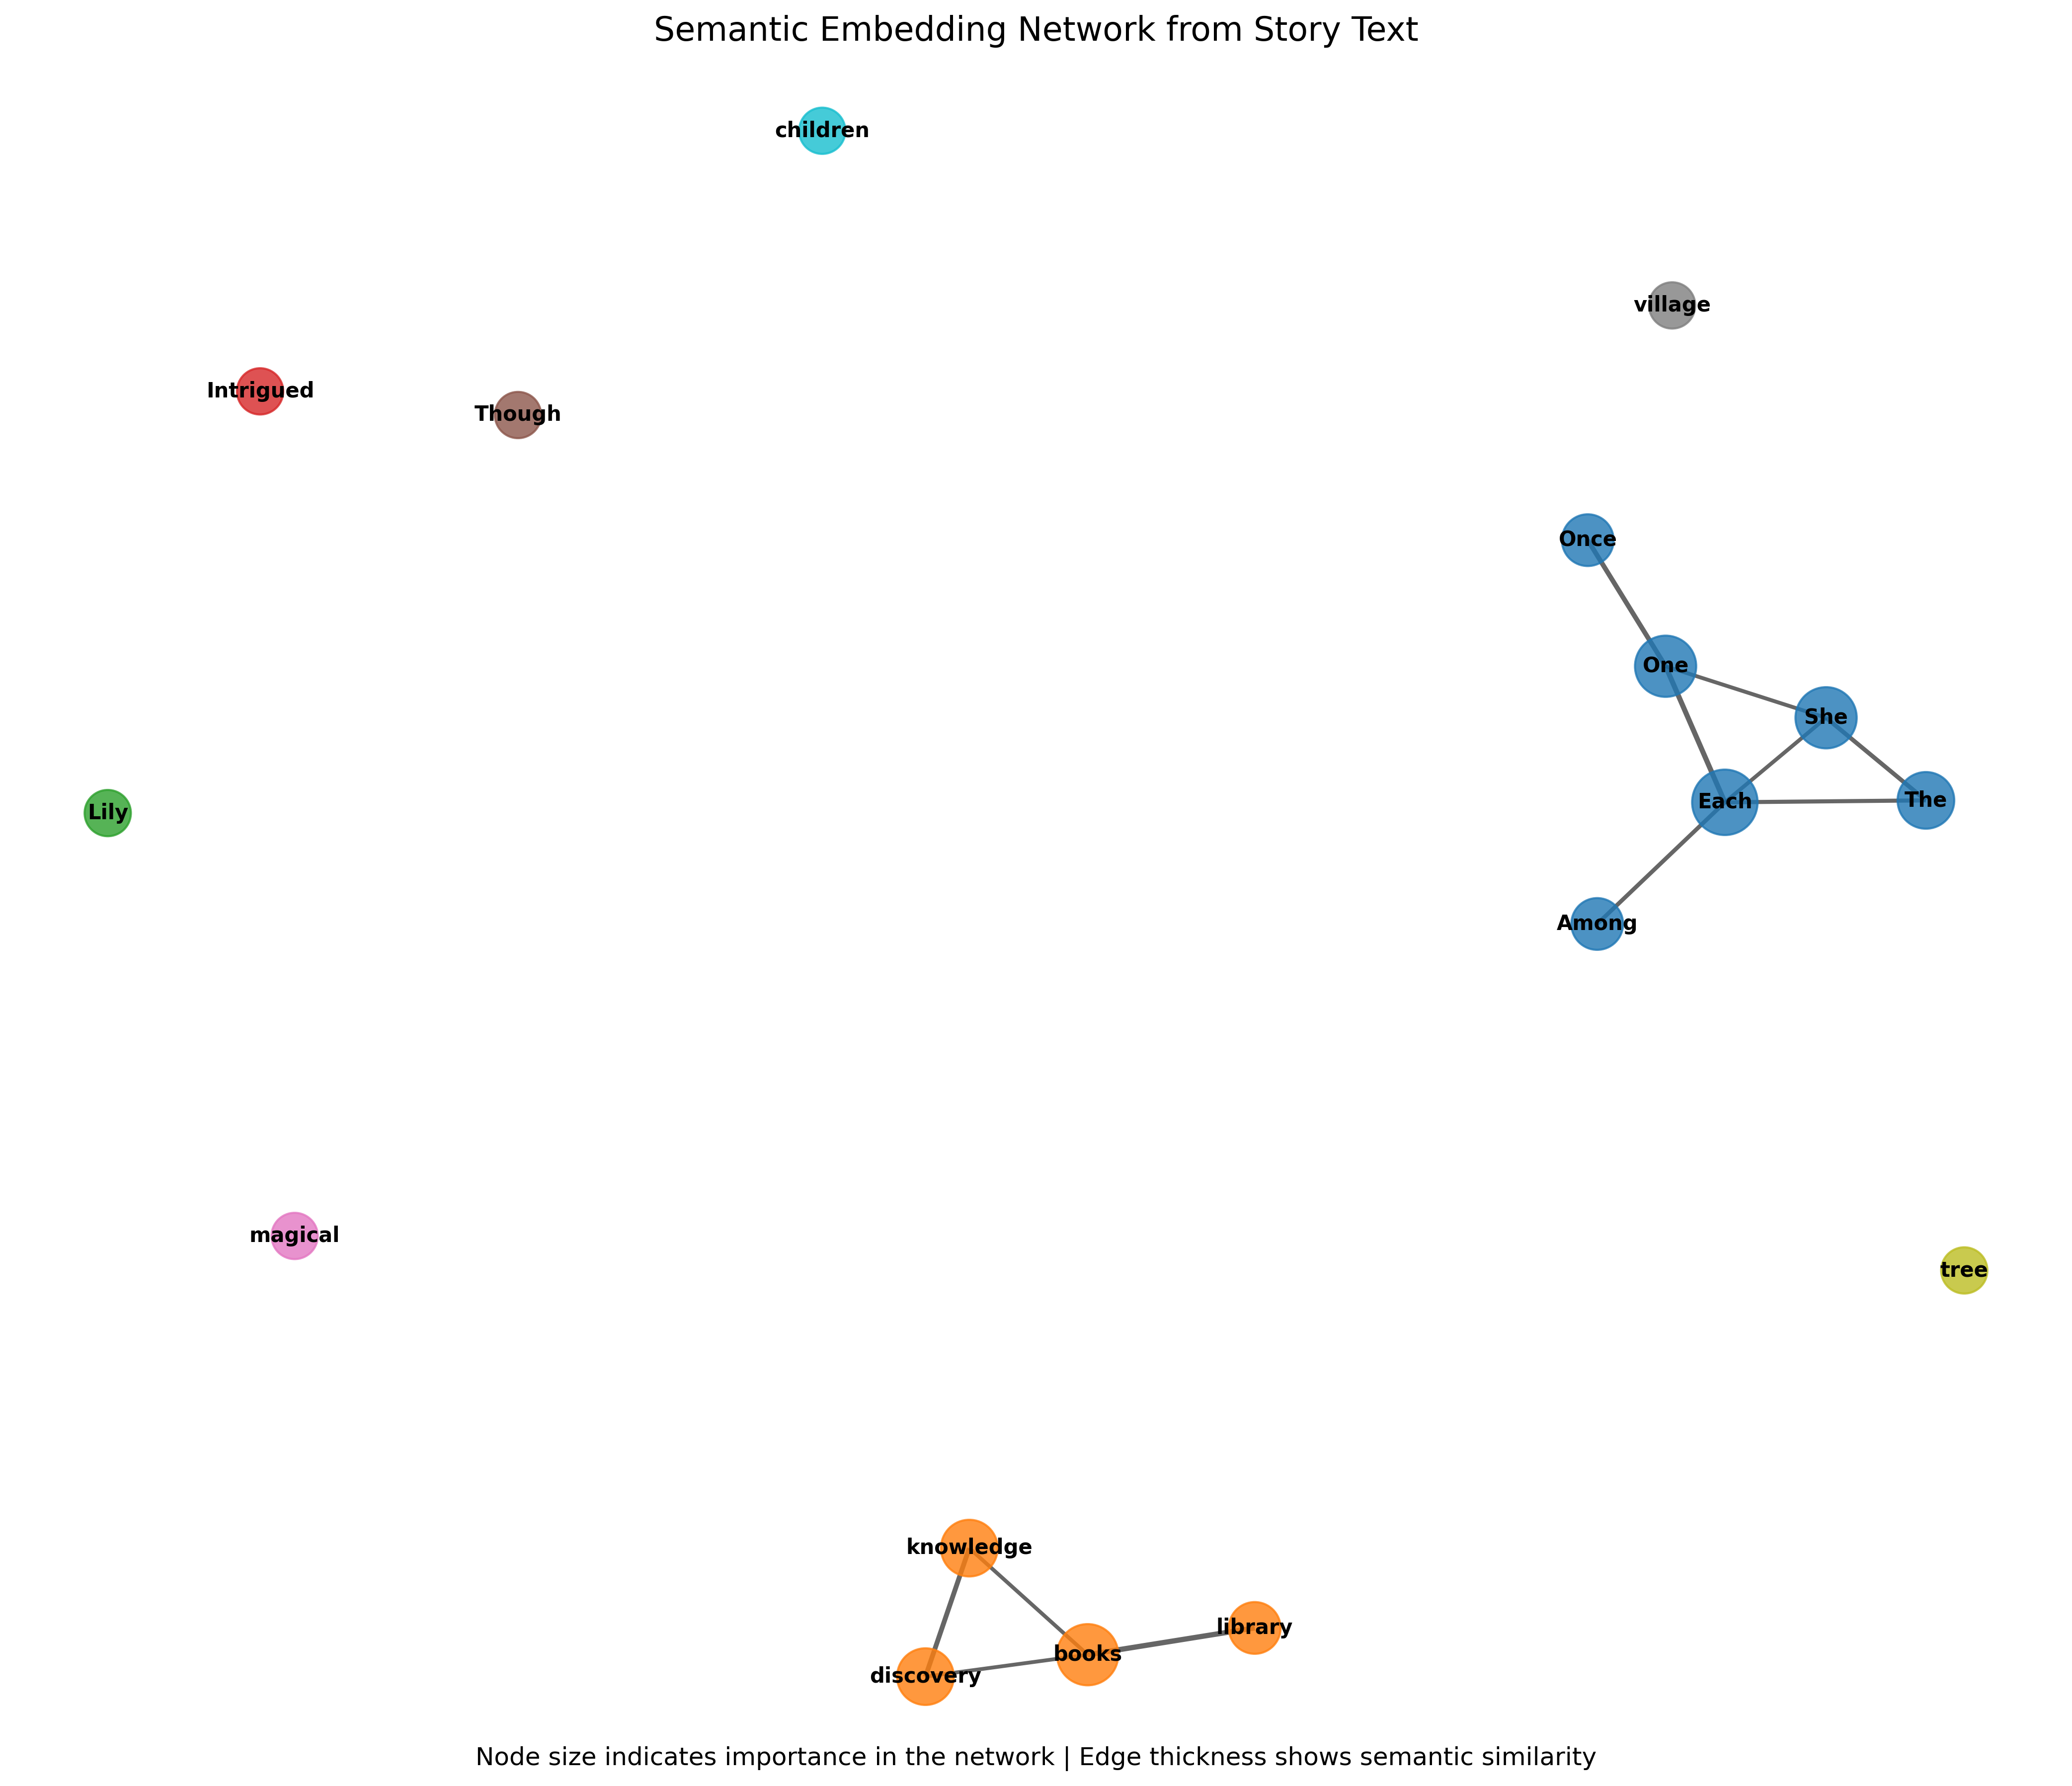 Semantic Embedding Network from Story Text
children
village
Intrigued
Though
Once
One
She
Each
The
Lily
Among
magical
tree
knowledge
library
books
discovery
Node size indicates importance in the network | Edge thickness shows semantic similarity